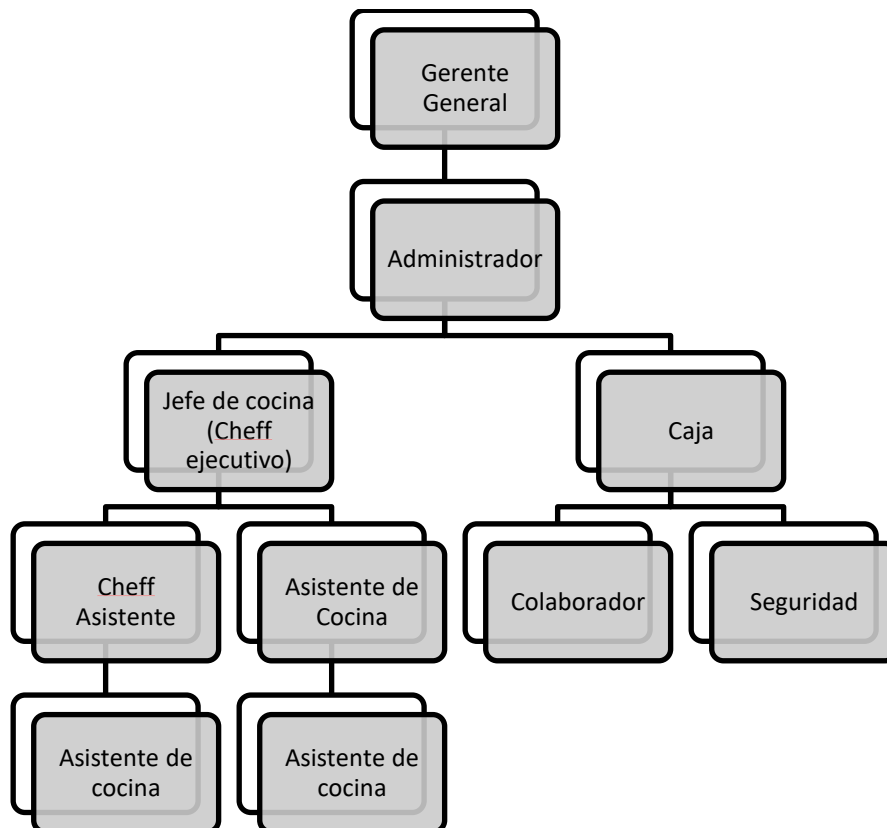 Gerente
General
Administrador
Jefe de cocina
(Cheff
ejecutivo)
Caja
Cheff
Asistente
Asistente de
Cocina
Colaborador
Seguridad
Asistente de
cocina
Asistente de
cocina